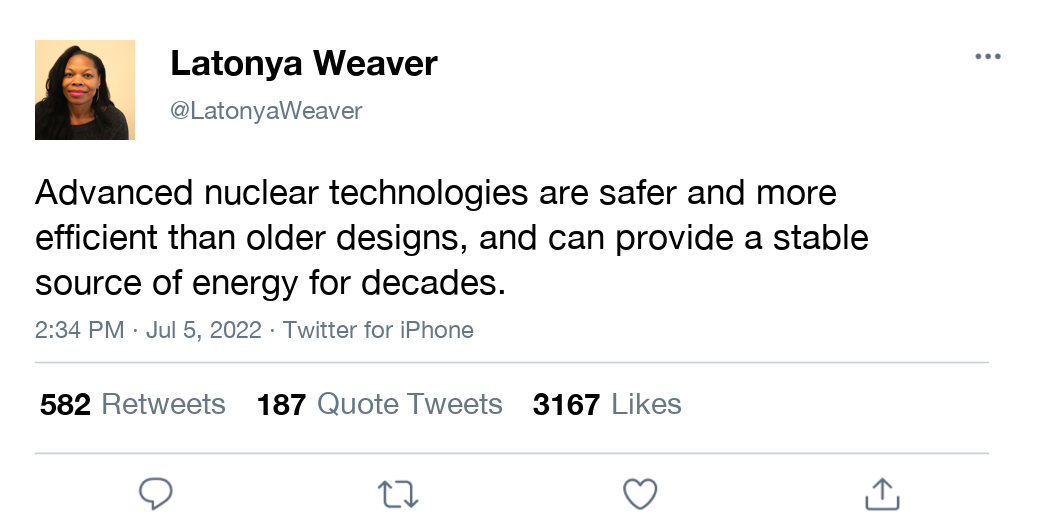 Latonya Weaver
@LatonyaWeaver
Advanced nuclear technologies are safer and more
efficient than older designs, and can provide a stable
source of energy for decades.
2:34 PM · Jul 5, 2022 · Twitter for iPhone
582 Retweets 187 Quote Tweets 3167 Likes